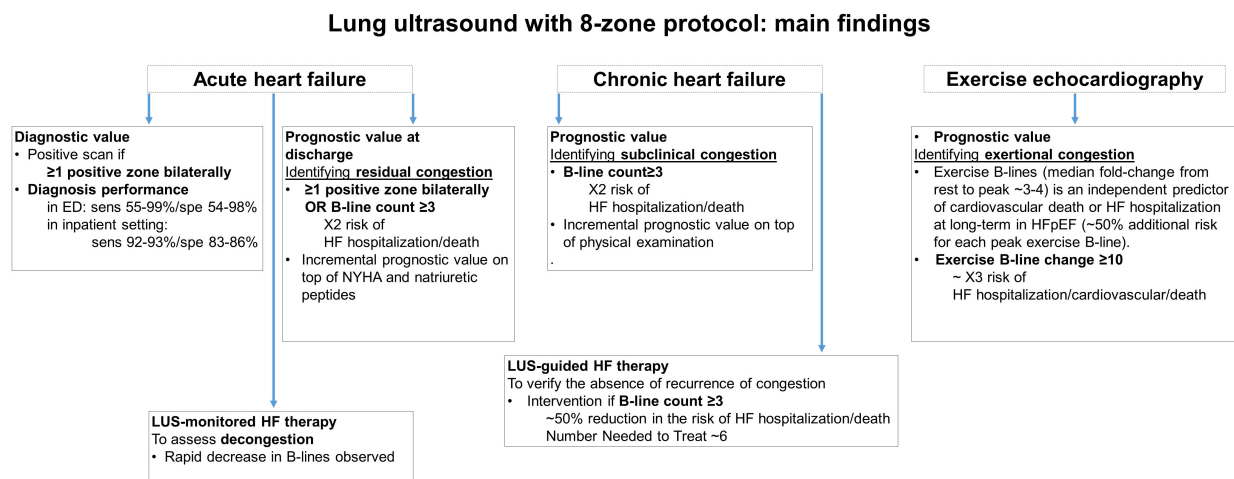 Lung ultrasound with 8-zone protocol: main findings
Acute heart failure
Diagnostic value
• Positive scan if
≥1 positive zone bilaterally
• Diagnosis performance
in ED: sens 55-99%/spe 54-98%
in inpatient setting:
sens 92-93%/spe 83-86%
Prognostic value at
discharge
Identifying residual congestion
• ≥1 positive zone bilaterally
OR B-line count ≥3
X2 risk of
HF hospitalization/death
• Incremental prognostic value on
top of NYHA and natriuretic
peptides
LUS-monitored HF therapy
To assess decongestion
• Rapid decrease in B-lines observed
Chronic heart failure
Prognostic value
Identifying subclinical congestion
• B-line count≥3
X2 risk of
HF hospitalization/death
• Incremental prognostic value on top
of physical examination
.
LUS-guided HF therapy
To verify the absence of recurrence of congestion
• Intervention if B-line count ≥3
~50% reduction in the risk of HF hospitalization/death
Number Needed to Treat ~6
Exercise echocardiography
• Prognostic value
Identifying exertional congestion
• Exercise B-lines (median fold-change from
rest to peak ~3-4) is an independent predictor
of cardiovascular death or HF hospitalization
at long-term in HFpEF (~50% additional risk
for each peak exercise B-line).
• Exercise B-line change ≥10
~ X3 risk of
HF hospitalization/cardiovascular/death